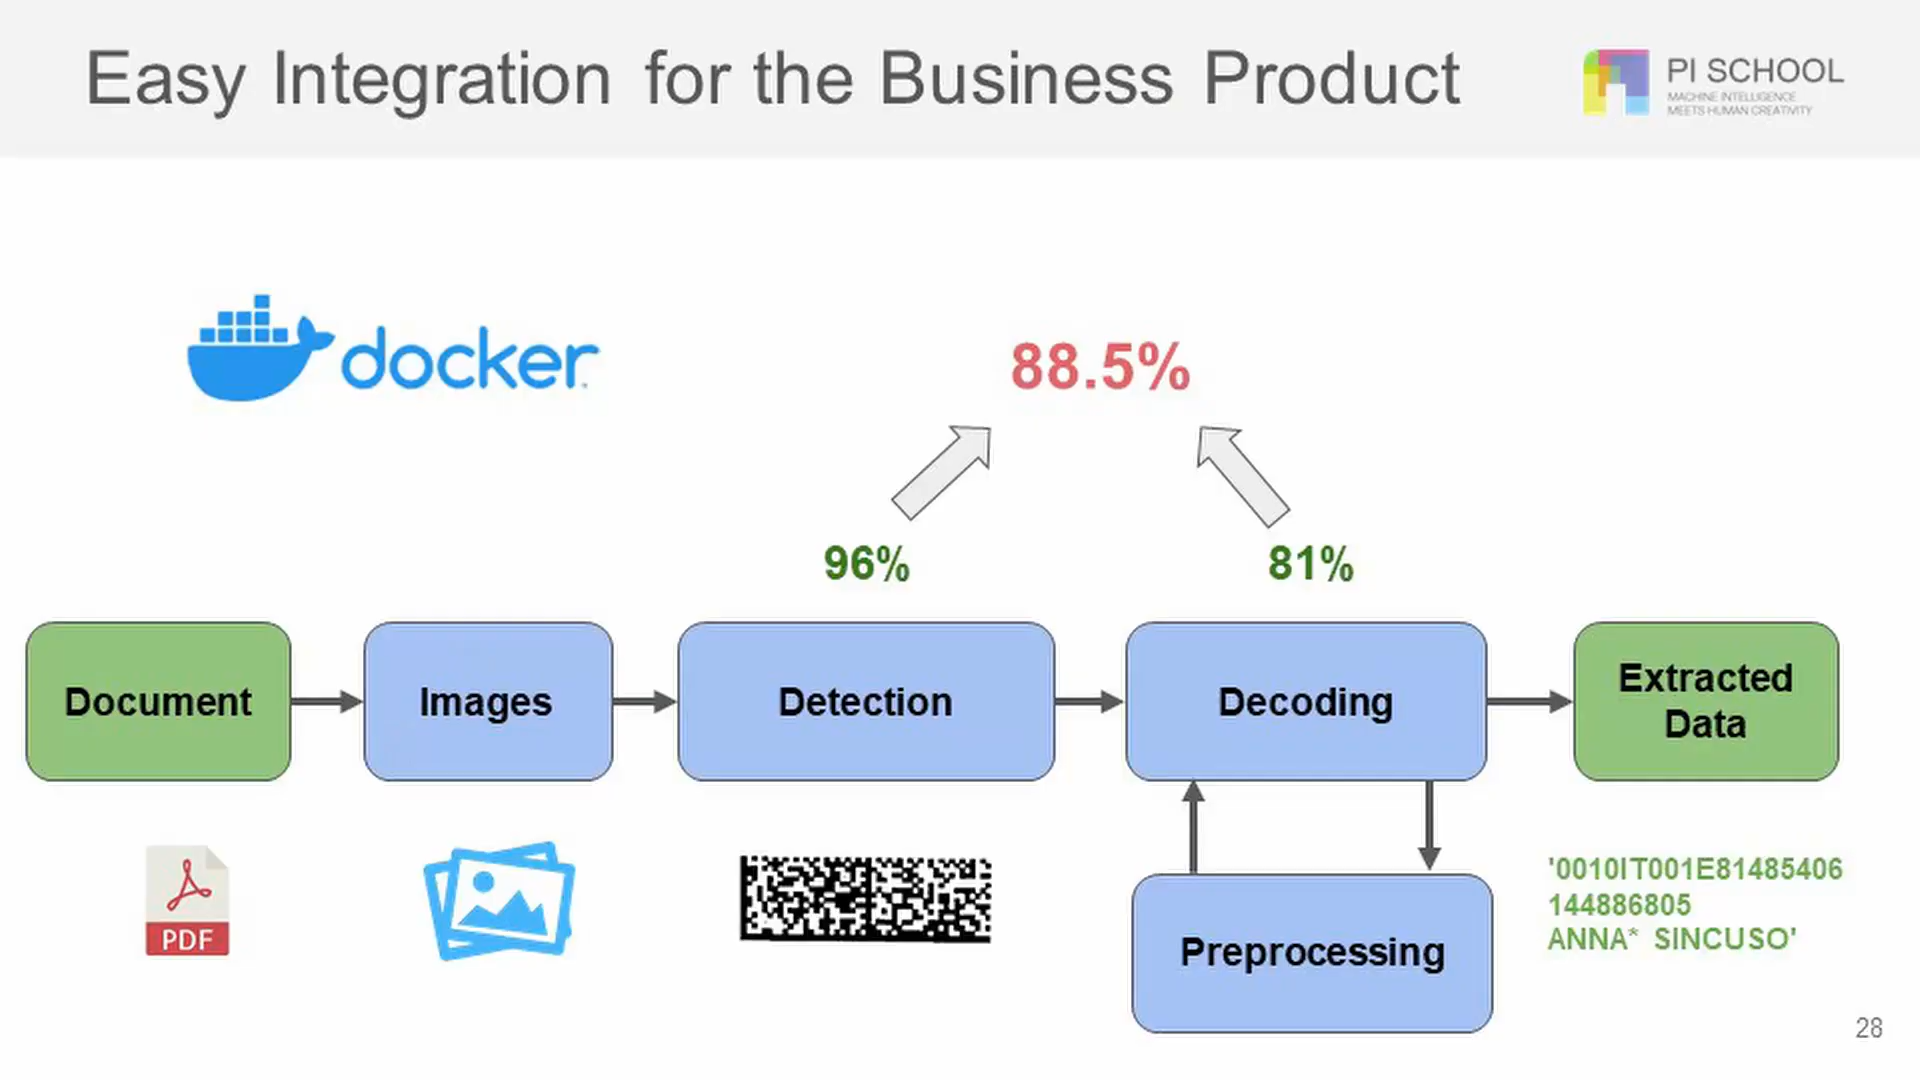 Easy Integration for the Business Product
PI SCHOOL
MACHINE INTELLIGENCE
MEETS HUMAN CREATIVITY
docker
88.5%
96%
81%
Document
Images
Detection
Decoding
Extracted
Data
PDF
Preprocessing
'0010IT001E81485406
144886805
ANNA* SINCUSO'
28